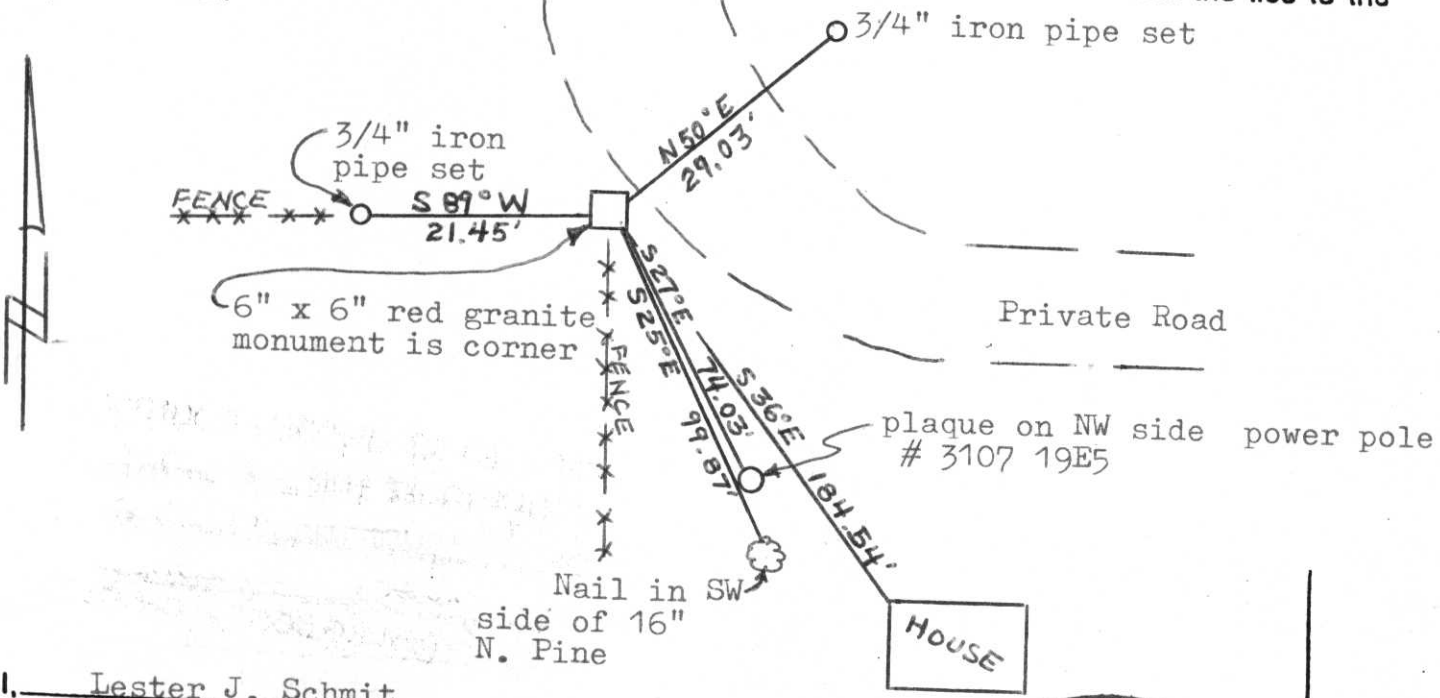 3/4" iron pipe set
N50°E
29.03'
3/4" iron
pipe set
FENCE
S 89° W
21.45'
6" x 6" red granite
monument is corner
Private Road
S27°E
74.03'
S25°E
99.87'
S36°E
184.54'
FENCE
plaque on NW side power pole
# 3107 19E5
Nail in SW
side of 16"
N. Pine
HOUSE
I, Lester J. Schmit